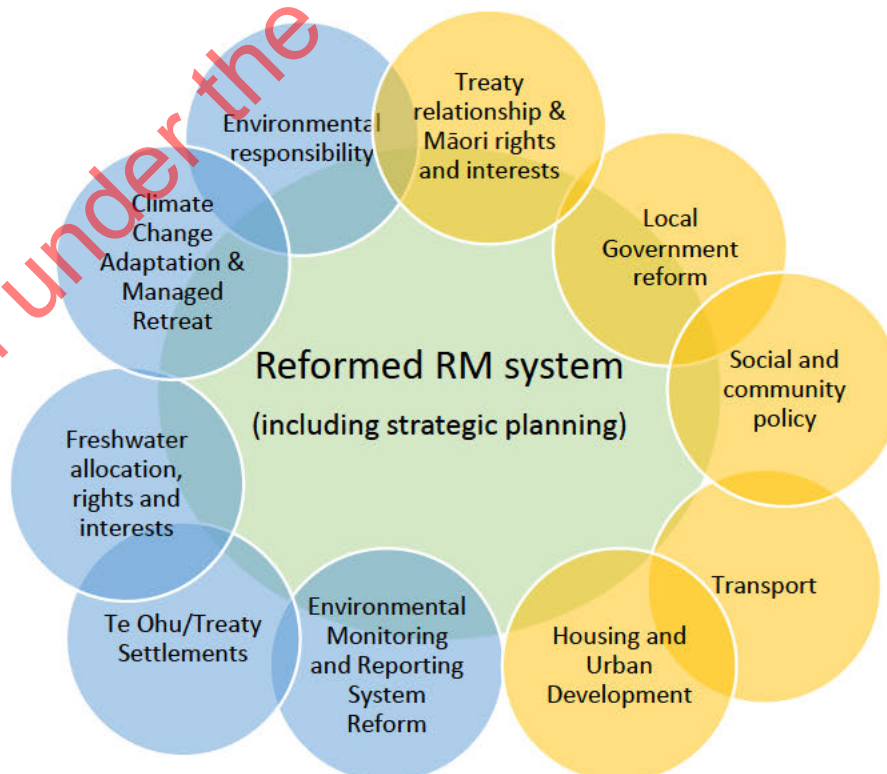 under the
Environmental
responsibility
Treaty
relationship &
Māori rights
and interests
Climate
Change
Adaptation &
Managed
Retreat
Local
Government
reform
Reformed RM system
(including strategic planning)
Social and
community
policy
Freshwater
allocation,
rights and
interests
Transport
Te Ohu/Treaty
Settlements
Environmental
Monitoring
and Reporting
System
Reform
Housing and
Urban
Development